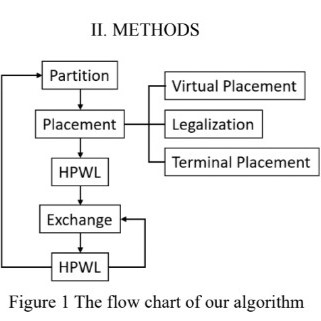 II. METHODS
Partition
Virtual Placement
Placement
Legalization
Terminal Placement
HPWL
Exchange
HPWL
Figure 1 The flow chart of our algorithm